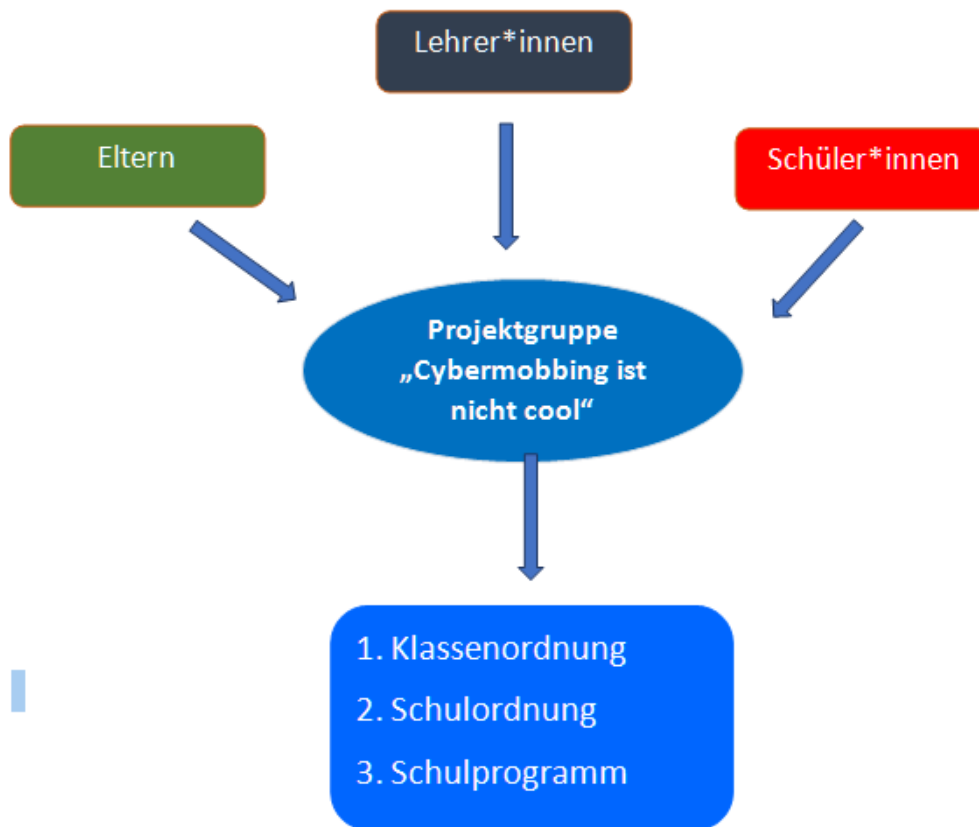 Lehrer*innen
Eltern
Schüler*innen
Projektgruppe
„Cybermobbing ist
nicht cool“
1. Klassenordnung
2. Schulordnung
3. Schulprogramm